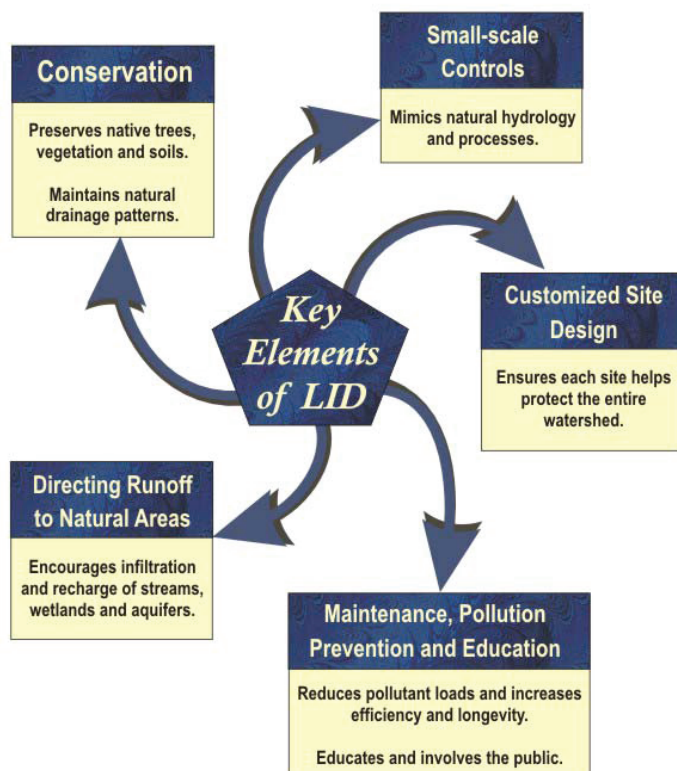 Conservation
Preserves native trees,
vegetation and soils.
Maintains natural
drainage patterns.
Small-scale
Controls
Mimics natural hydrology
and processes.
Key
Elements
of LID
Customized Site
Design
Ensures each site helps
protect the entire
watershed.
Directing Runoff
to Natural Areas
Encourages infiltration
and recharge of streams,
wetlands and aquifers.
Maintenance, Pollution
Prevention and Education
Reduces pollutant loads and increases
efficiency and longevity.
Educates and involves the public.